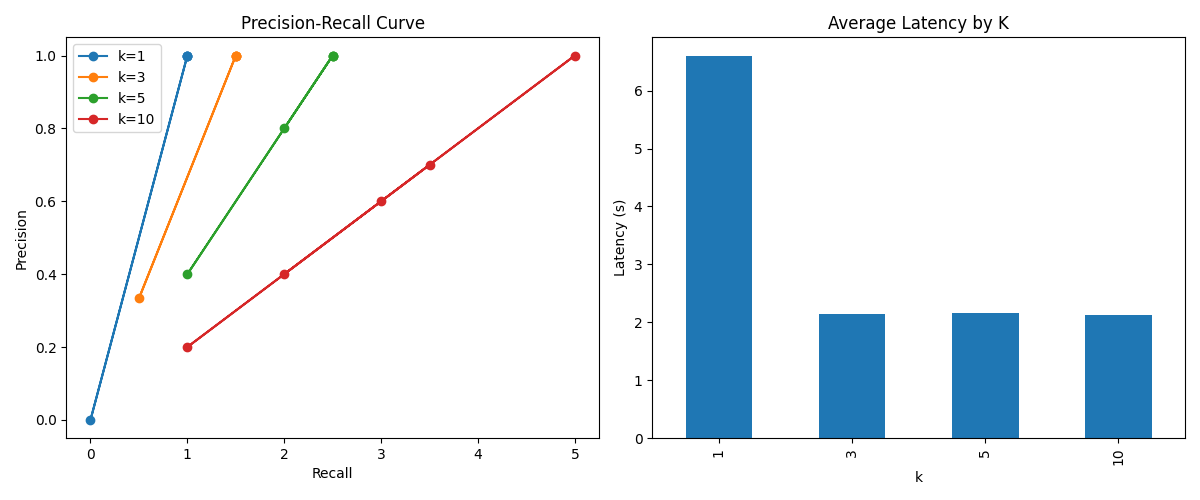 Precision-Recall Curve
k=1
k=3
k=5
k=10
1.0
0.8
0.6
0.4
0.2
0.0
Precision
0 1 2 3 4 5
Recall
Average Latency by K
6
5
4
3
2
1
0
Latency (s)
1 3 5 10
k